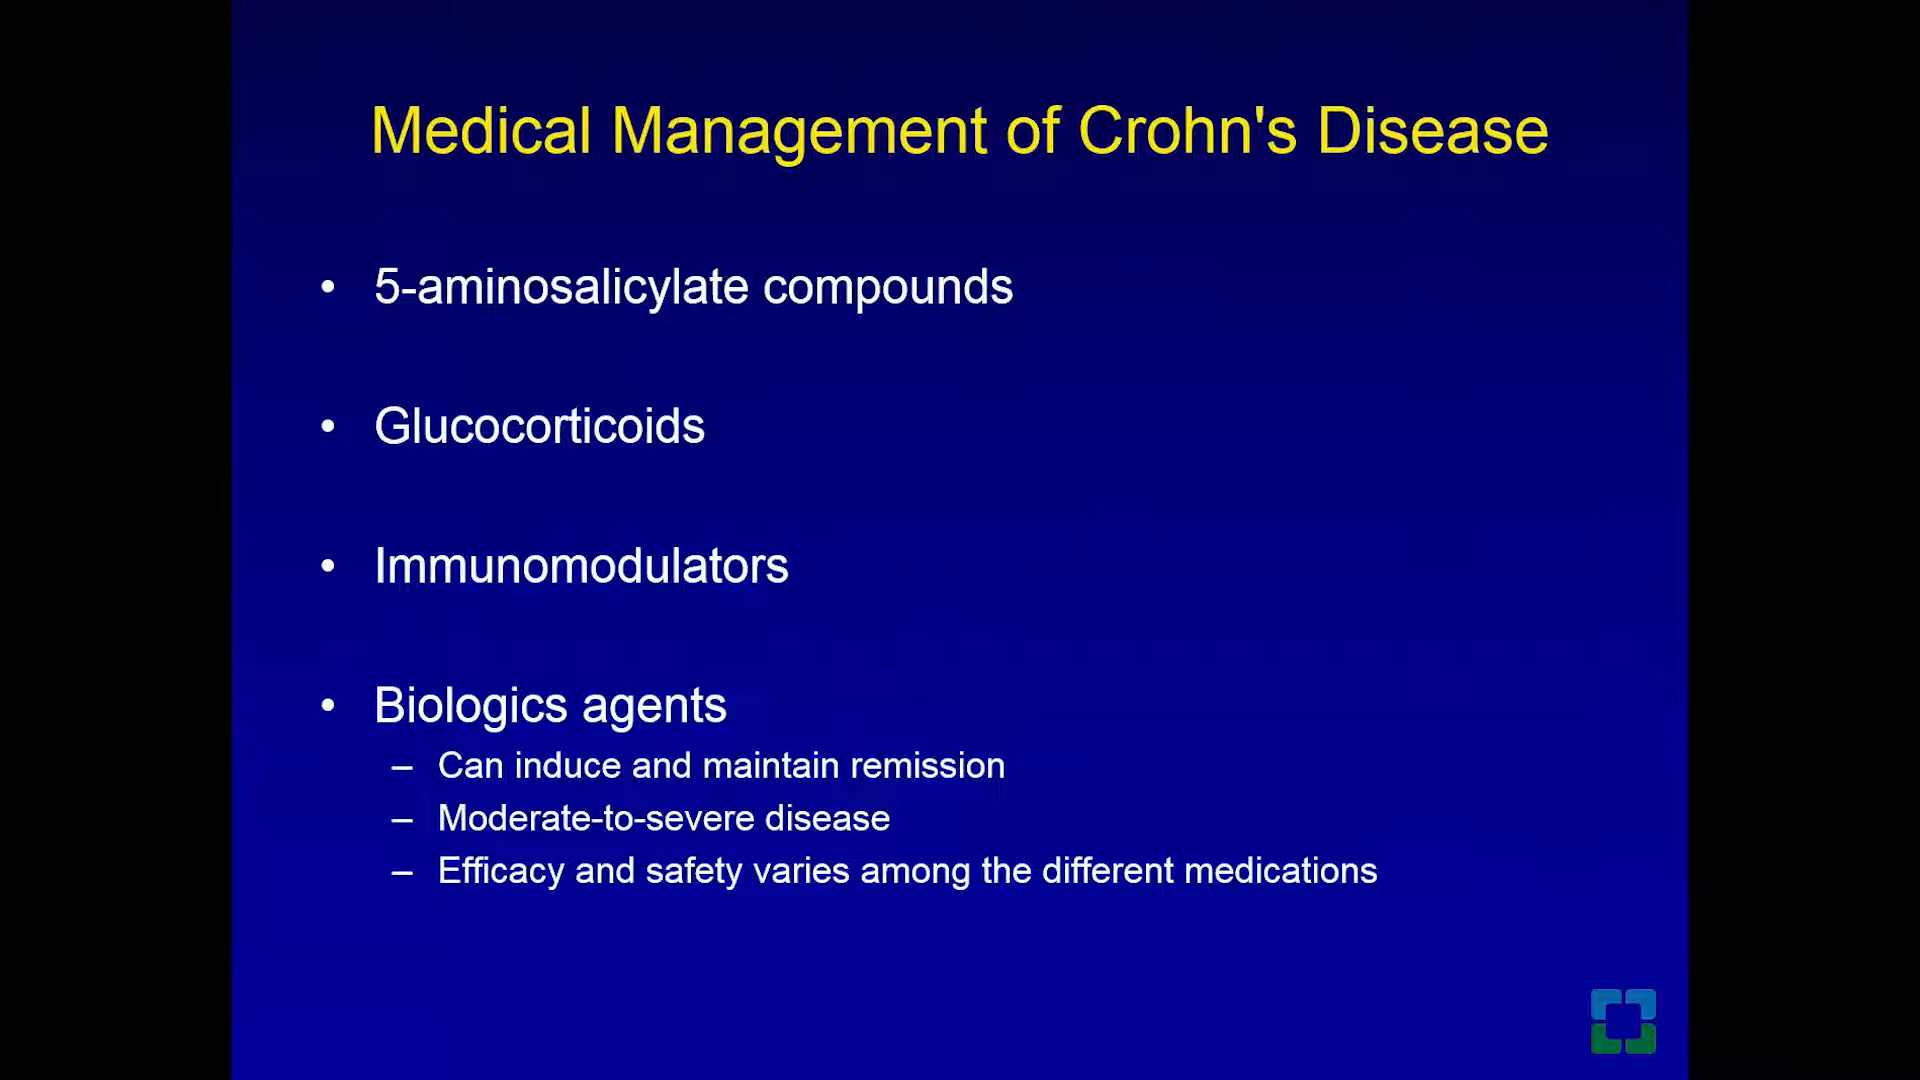 Medical Management of Crohn's Disease
• 5-aminosalicylate compounds
• Glucocorticoids
• Immunomodulators
• Biologics agents
– Can induce and maintain remission
– Moderate-to-severe disease
– Efficacy and safety varies among the different medications